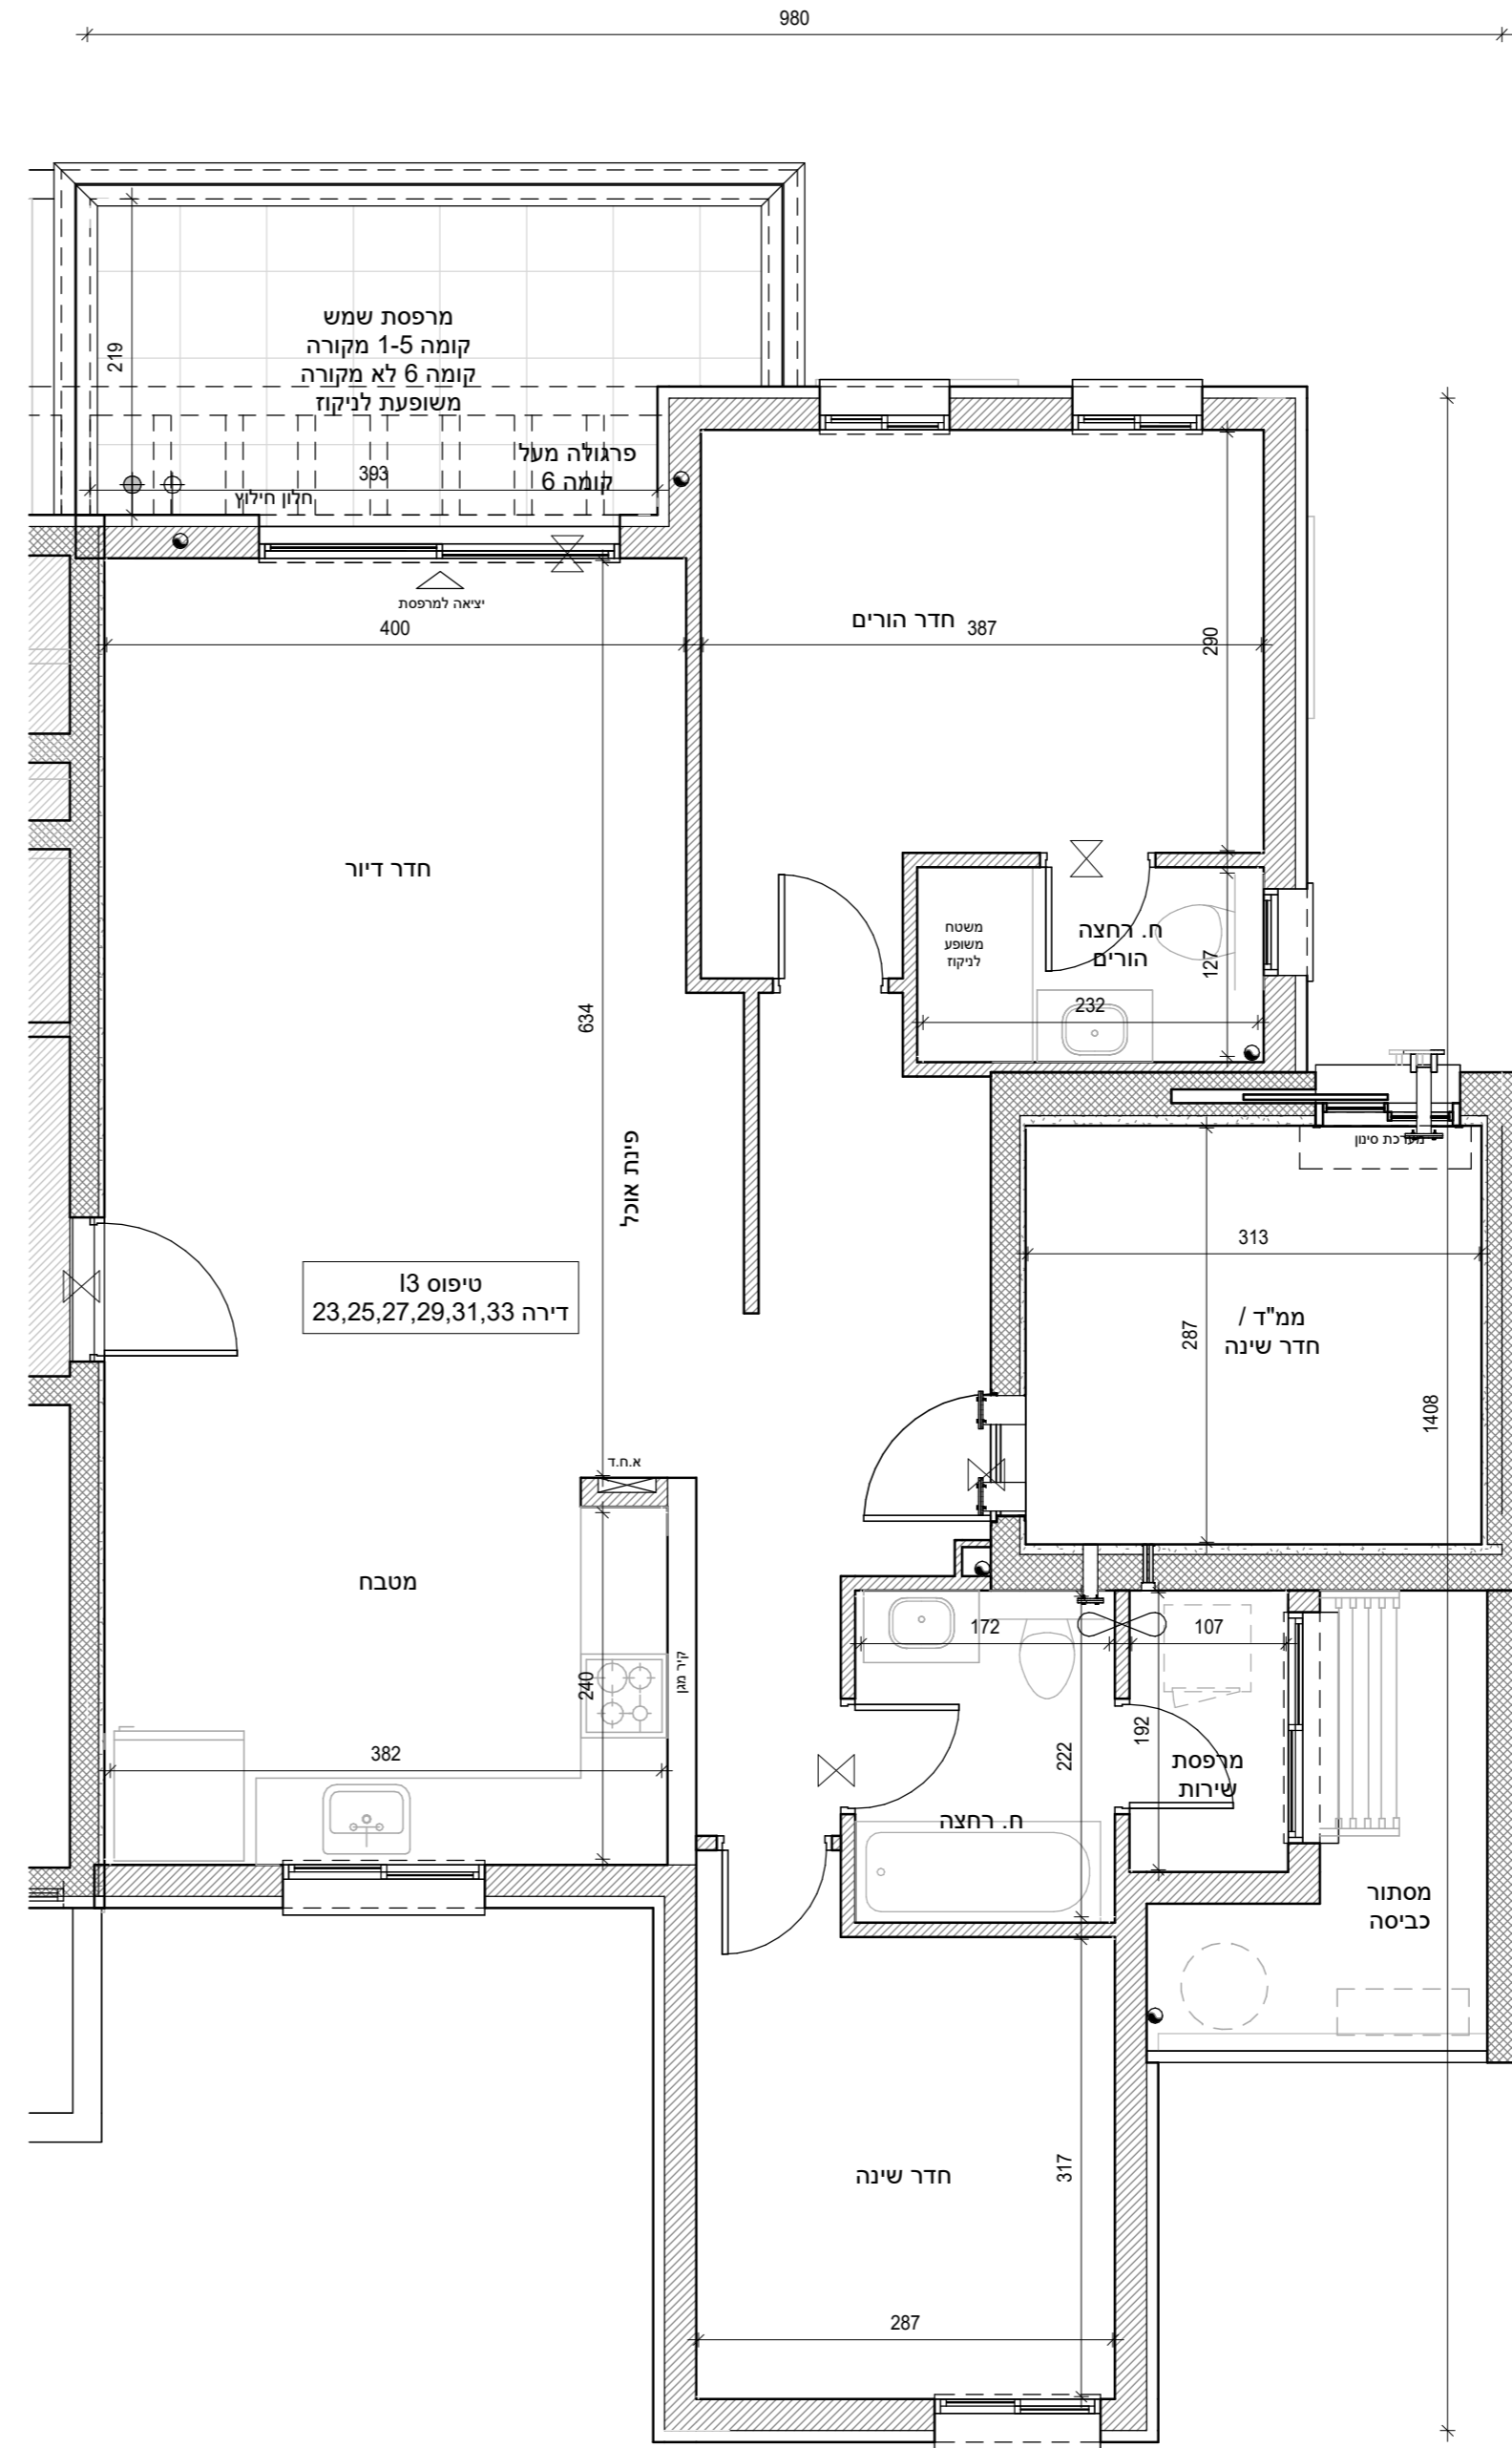 980
מרפסת שמש
קומה 1-5 מקורה
קומה 6 לא מקורה
משופעת לניקוז
219
פרגולה מעל
קומה 6
393
חלון חילוץ
יציאה למרפסת
400
חדר הורים
387
290
חדר דיור
משטח
משופע
לניקוז
ח. רחצה
הורים
127
232
634
פינת אוכל
מערכת סינון
313
טיפוס I3
דירה 23,25,27,29,31,33
ממ"ד /
חדר שינה
287
1408
א.ח.ד
מטבח
קיר מגן
240
172
107
382
222
192
מרפסת
שירות
ח. רחצה
מסתור
כביסה
חדר שינה
317
287